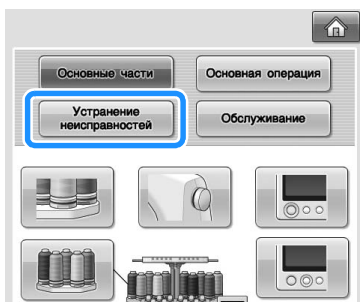 Основные части
Основная операция
Устранение
неисправностей
Обслуживание